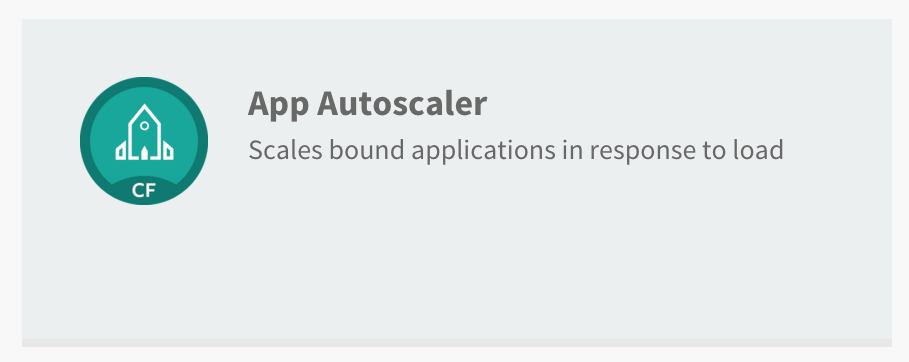 App Autoscaler
Scales bound applications in response to load
CF